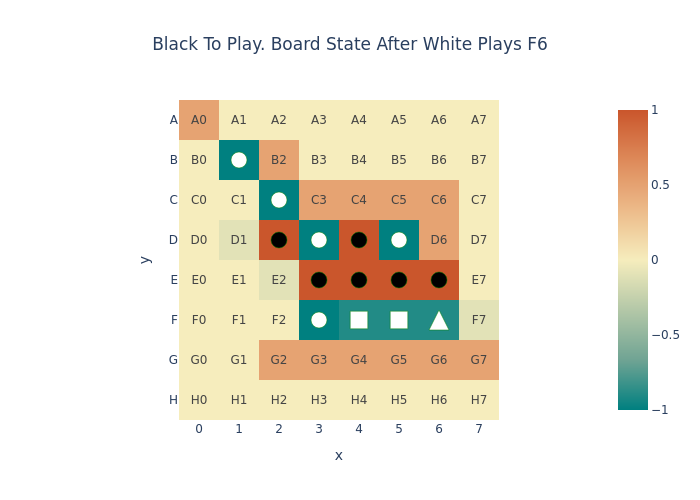 Black To Play. Board State After White Plays F6
A A0 A1 A2 A3 A4 A5 A6 A7
B B0 B2 B3 B4 B5 B6 B7
C C0 C1 C3 C4 C5 C6 C7
D D0 D1 D6 D7
E E0 E1 E2 E7
F F0 F1 F2 F7
G G0 G1 G2 G3 G4 G5 G6 G7
H H0 H1 H2 H3 H4 H5 H6 H7
0 1 2 3 4 5 6 7
x
y
1
0.5
0
−0.5
−1